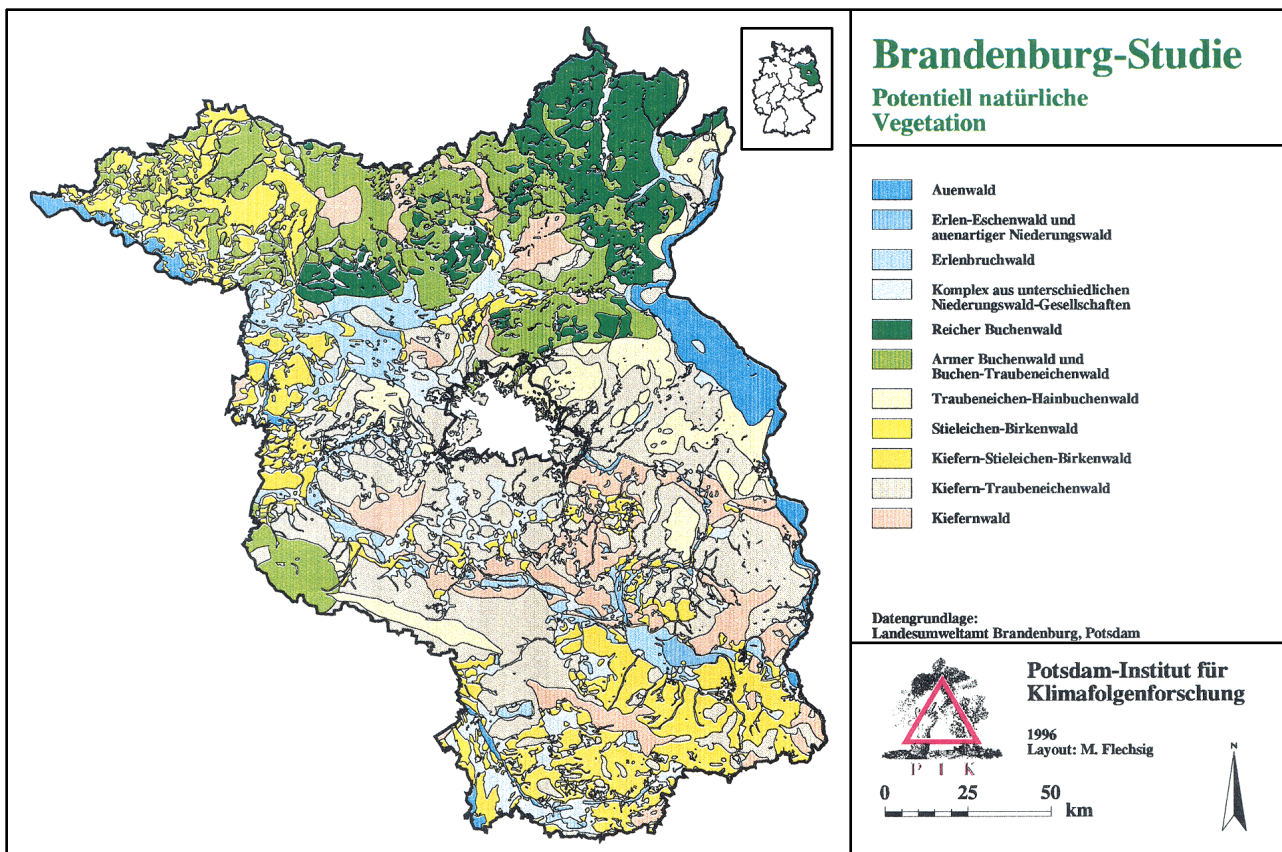 Brandenburg-Studie
Potentiell natürliche
Vegetation
Auenwald
Erlen-Eschenwald und
auenartiger Niederungswald
Erlenbruchwald
Komplex aus unterschiedlichen
Niederungswald-Gesellschaften
Reicher Buchenwald
Armer Buchenwald und
Buchen-Traubeneichenwald
Traubeneichen-Hainbuchenwald
Stieleichen-Birkenwald
Kiefern-Stieleichen-Birkenwald
Kiefern-Traubeneichenwald
Kiefernwald
Datengrundlage:
Landesumweltamt Brandenburg, Potsdam
Potsdam-Institut für
Klimafolgenforschung
1996
Layout: M. Flechsig
P I K
0 25 50
km
N